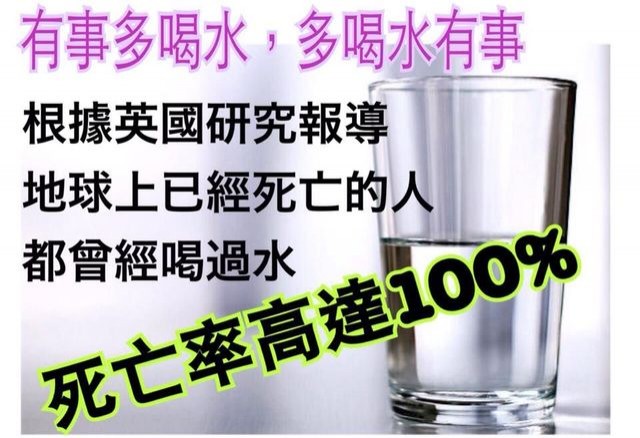 有事多喝水，多喝水有事
根據英國研究報導
地球上已經死亡的人
都曾經喝過水
死亡率高達100%